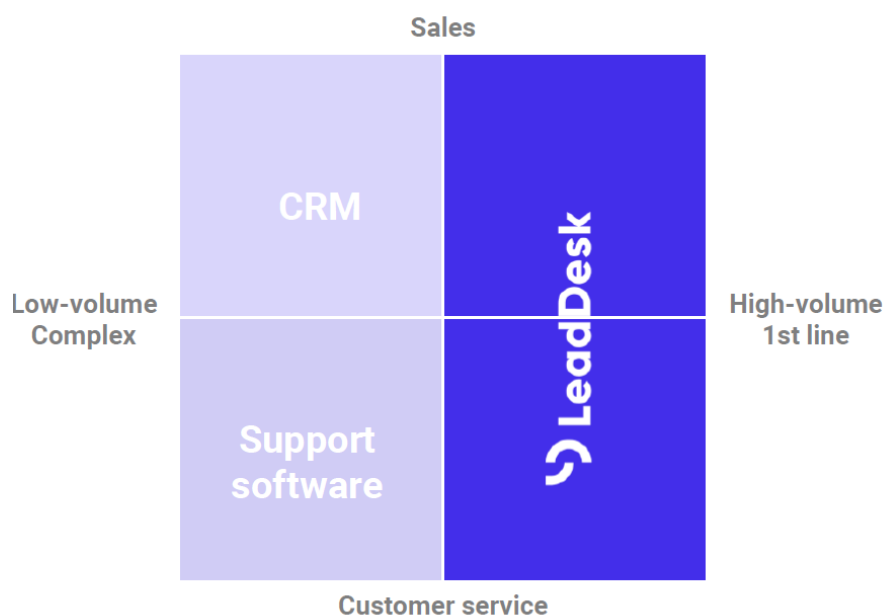 Sales
CRM
LeadDesk
Low-volume
Complex
High-volume
1st line
Support
software
Customer service